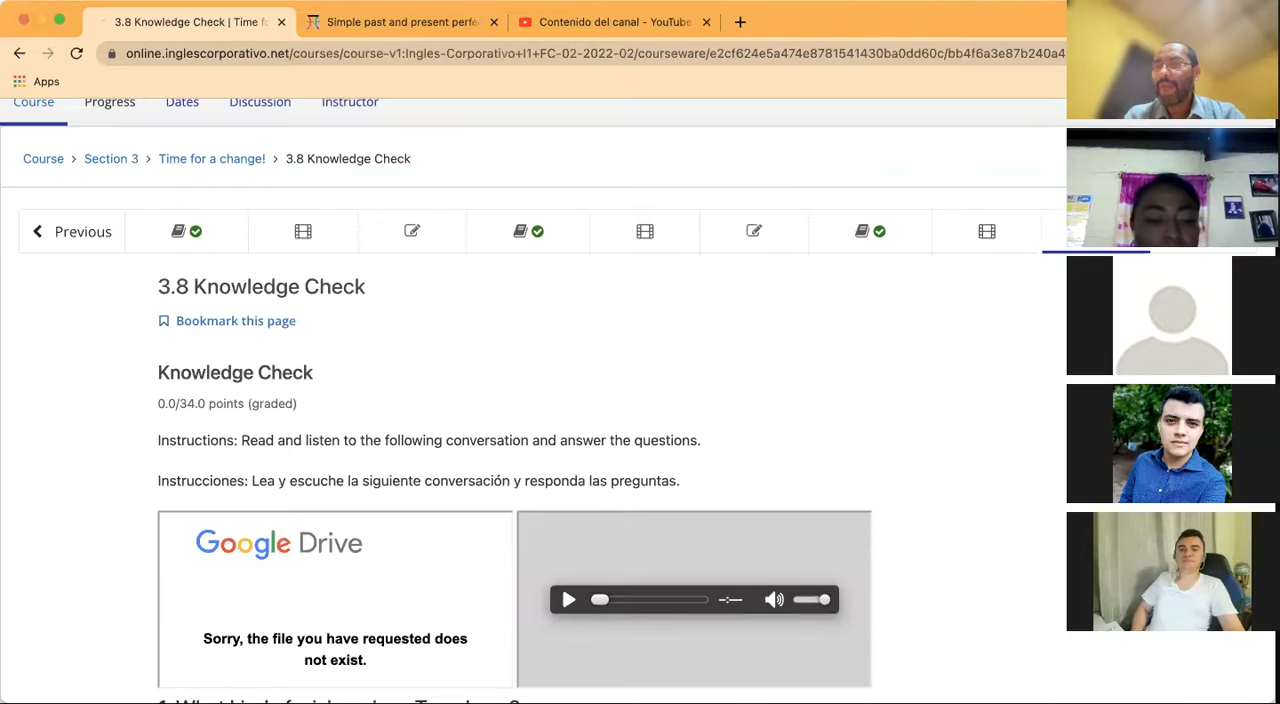 3.8 Knowledge Check | Time fo
Simple past and present perfe
Contenido del canal - YouTube
online.inglescorporativo.net/courses/course-v1:Ingles-Corporativo+I1+FC-02-2022-02/courseware/e2cf624e5a474e8781541430ba0dd60c/bb4f6a3e87b240a4
Apps
Course Progress Dates Discussion Instructor
Course > Section 3 > Time for a change! > 3.8 Knowledge Check
Previous
3.8 Knowledge Check
Bookmark this page
Knowledge Check
0.0/34.0 points (graded)
Instructions: Read and listen to the following conversation and answer the questions.
Instrucciones: Lea y escuche la siguiente conversación y responda las preguntas.
Google Drive
Sorry, the file you have requested does
not exist.